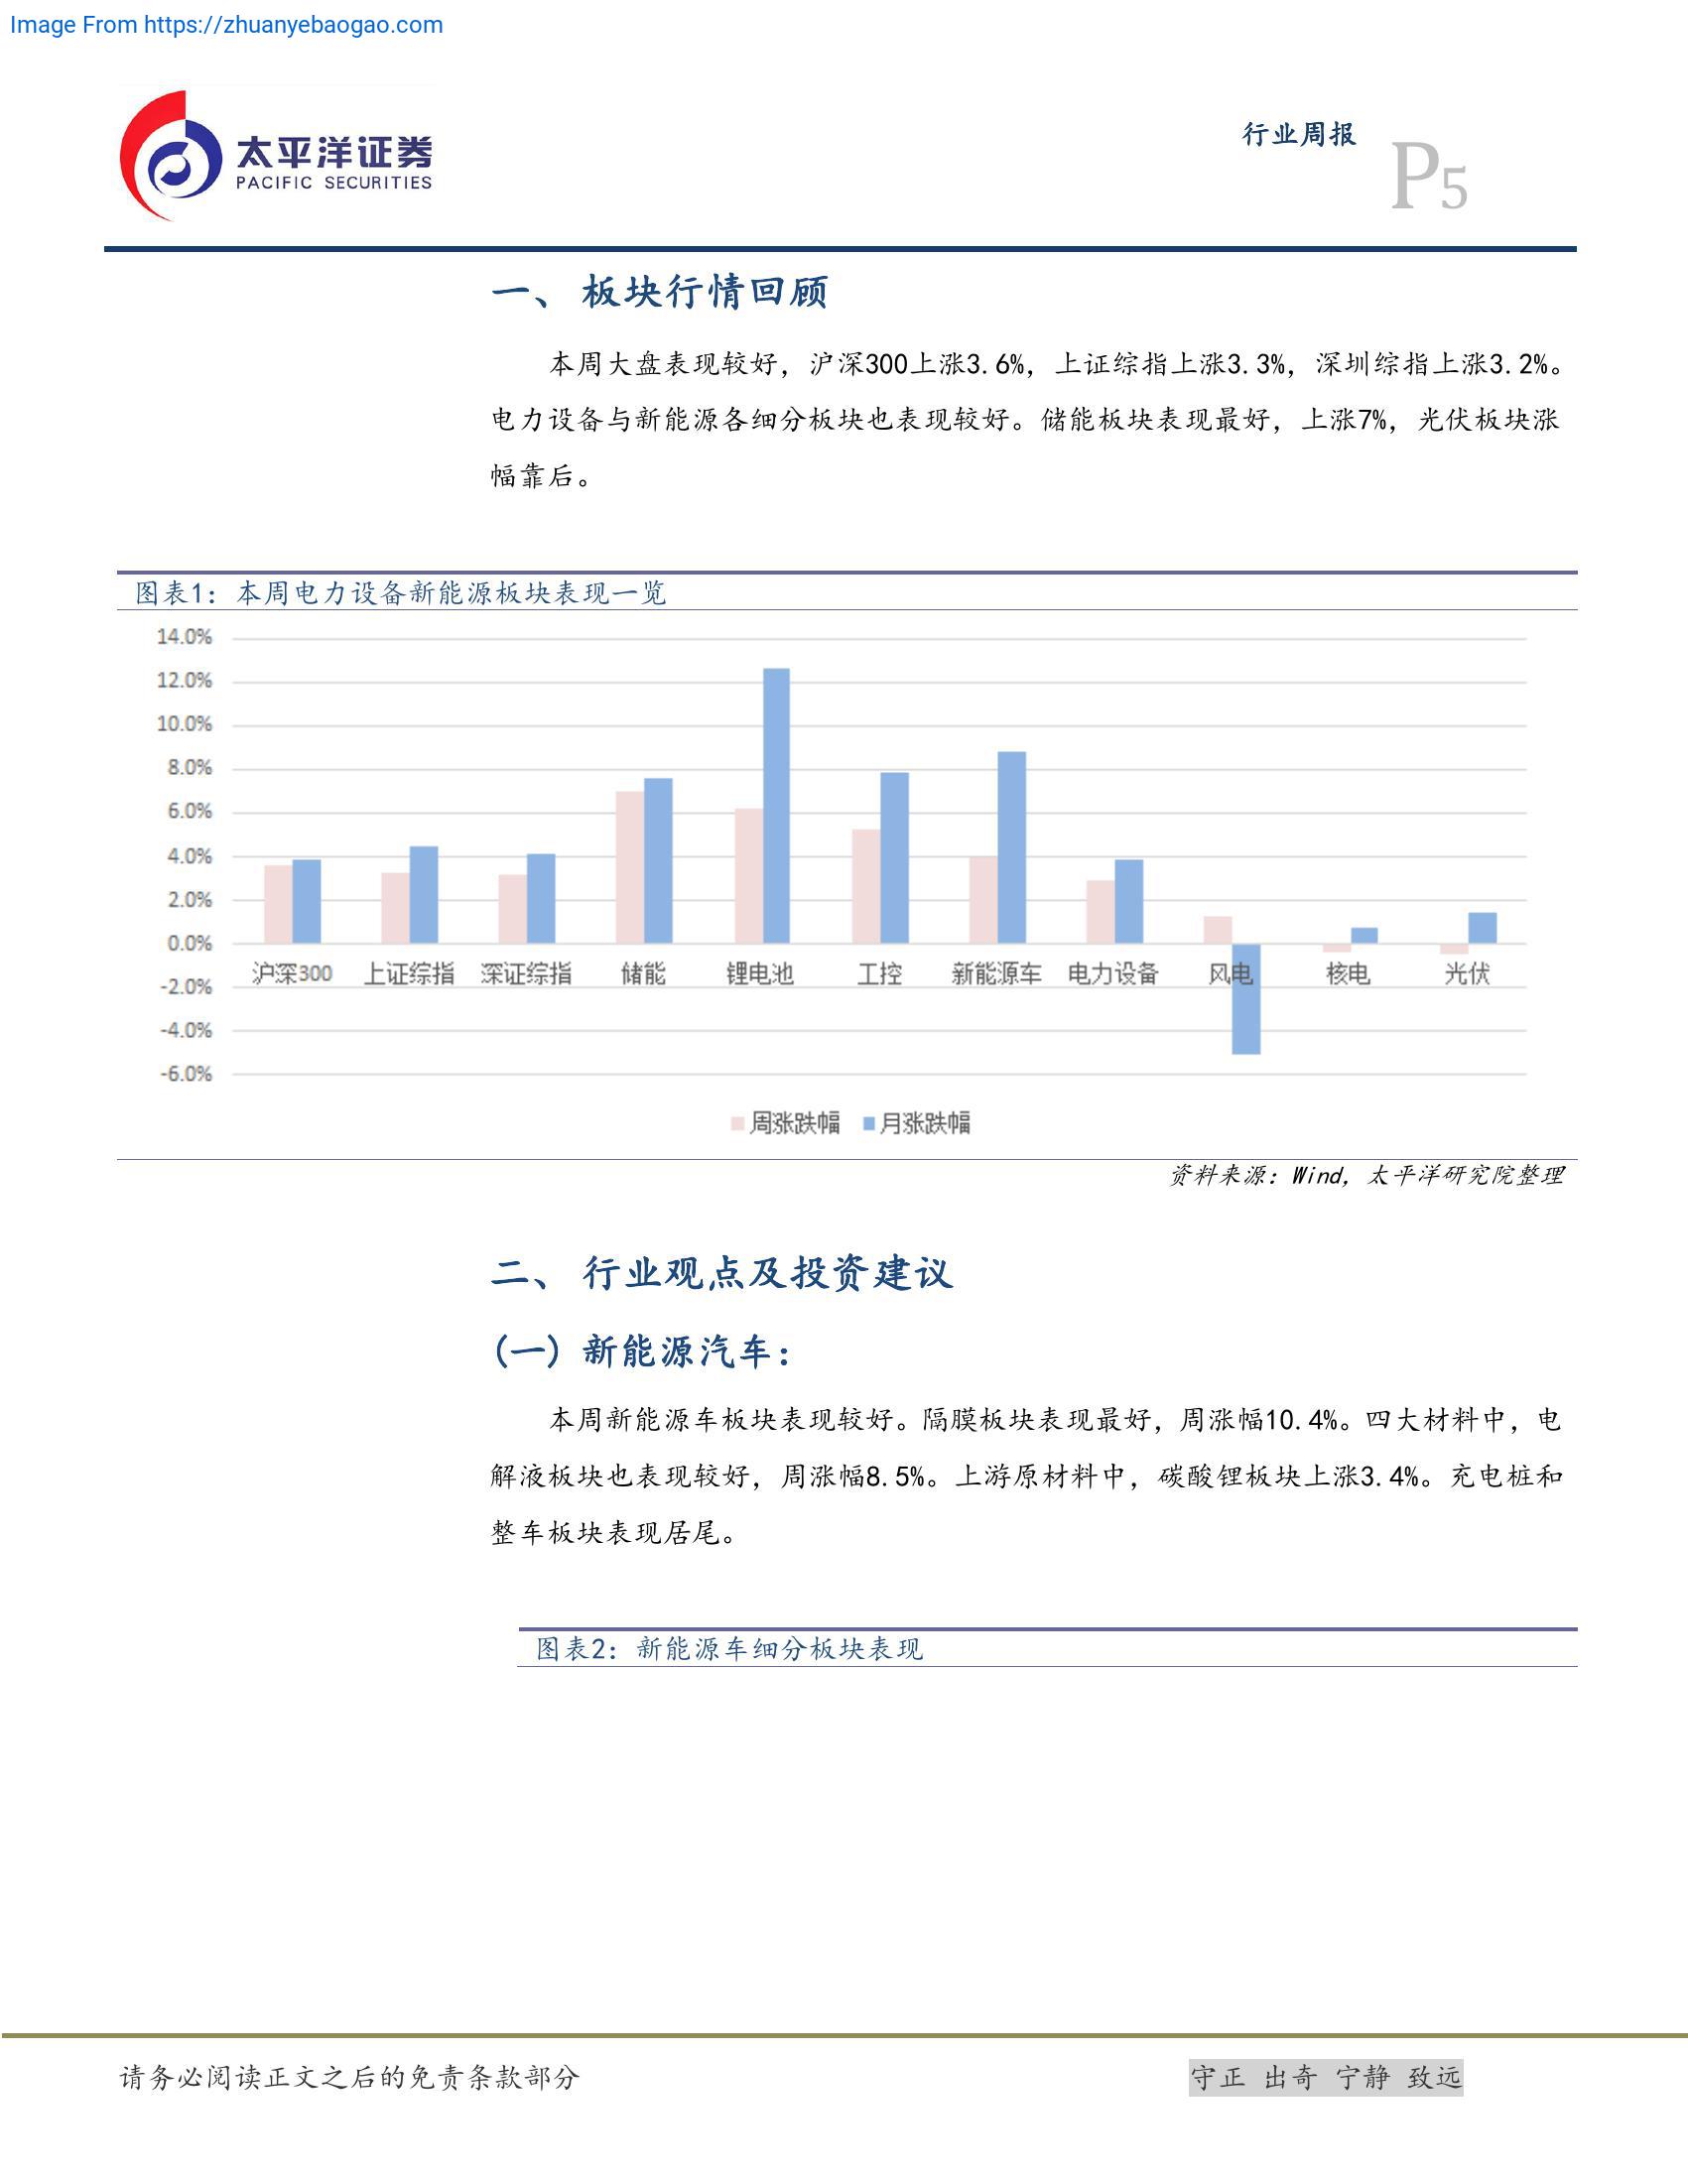 Image From https://zhuanyebaogao.com
太平洋证券
PACIFIC SECURITIES
行业周报
P5
一、 板块行情回顾
本周大盘表现较好，沪深300上涨3.6%，上证综指上涨3.3%，深圳综指上涨3.2%。
电力设备与新能源各细分板块也表现较好。储能板块表现最好，上涨7%，光伏板块涨
幅靠后。
图表1：本周电力设备新能源板块表现一览
14.0%
12.0%
10.0%
8.0%
6.0%
4.0%
2.0%
0.0%
沪深300 上证综指 深证综指 储能 锂电池 工控 新能源车 电力设备 风电 核电 光伏
-2.0%
-4.0%
-6.0%
周涨跌幅 月涨跌幅
资料来源：Wind，太平洋研究院整理
二、 行业观点及投资建议
(一) 新能源汽车：
本周新能源车板块表现较好。隔膜板块表现最好，周涨幅10.4%。四大材料中，电
解液板块也表现较好，周涨幅8.5%。上游原材料中，碳酸锂板块上涨3.4%。充电桩和
整车板块表现居尾。
图表2：新能源车细分板块表现
请务必阅读正文之后的免责条款部分
守正 出奇 宁静 致远